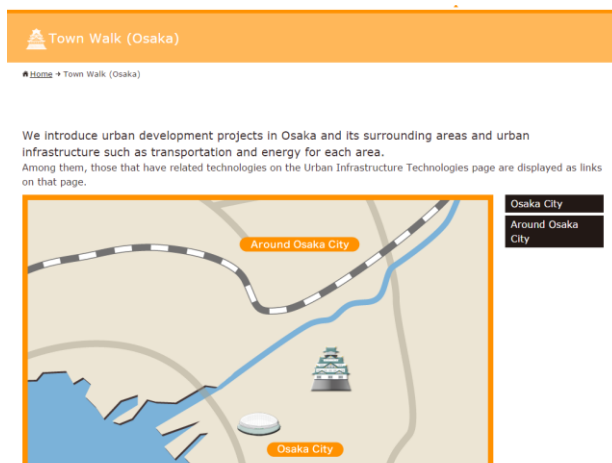 Town Walk (Osaka)
Home → Town Walk (Osaka)
We introduce urban development projects in Osaka and its surrounding areas and urban
infrastructure such as transportation and energy for each area.
Among them, those that have related technologies on the Urban Infrastructure Technologies page are displayed as links
on that page.
Osaka City
Around Osaka
City
Around Osaka City
Osaka City